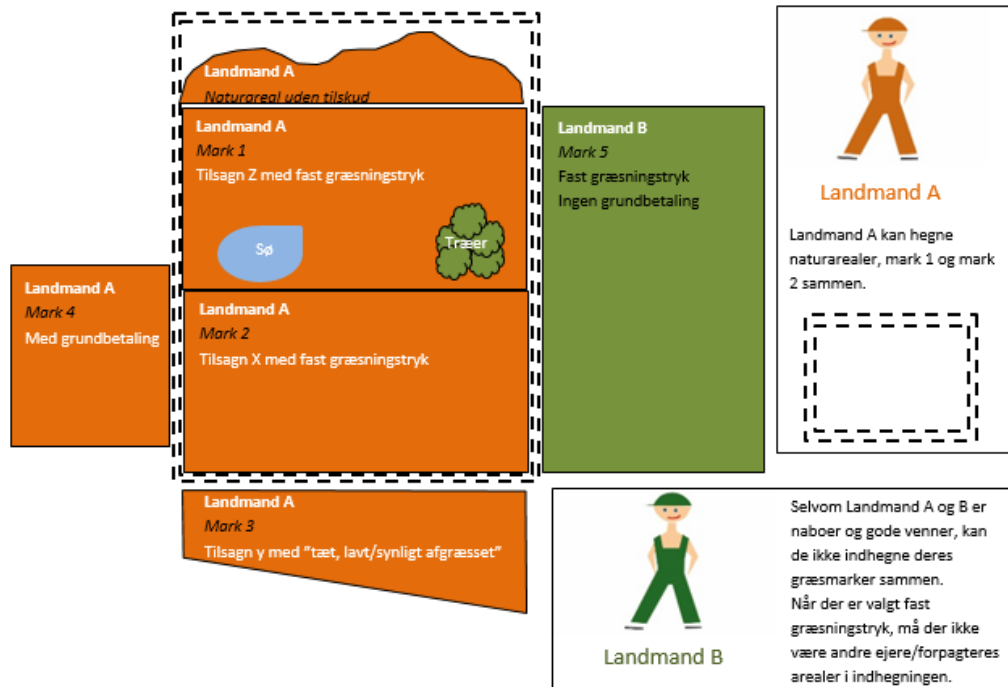 Landmand A
Naturareal uden tilskud
Landmand A
Mark 1
Tilsagn Z med fast græsningstryk
Sø
Træer
Landmand A
Mark 2
Tilsagn X med fast græsningstryk
Landmand A
Mark 4
Med grundbetaling
Landmand A
Mark 3
Tilsagn y med ”tæt, lavt/synligt afgræsset”
Landmand B
Mark 5
Fast græsningstryk
Ingen grundbetaling
Landmand A
Landmand A kan hegne
naturarealer, mark 1 og mark
2 sammen.
Landmand B
Selvom Landmand A og B er
naboer og gode venner, kan
de ikke indhegne deres
græsmarker sammen.
Når der er valgt fast
græsningstryk, må der ikke
være andre ejere/forpagteres
arealer i indhegningen.